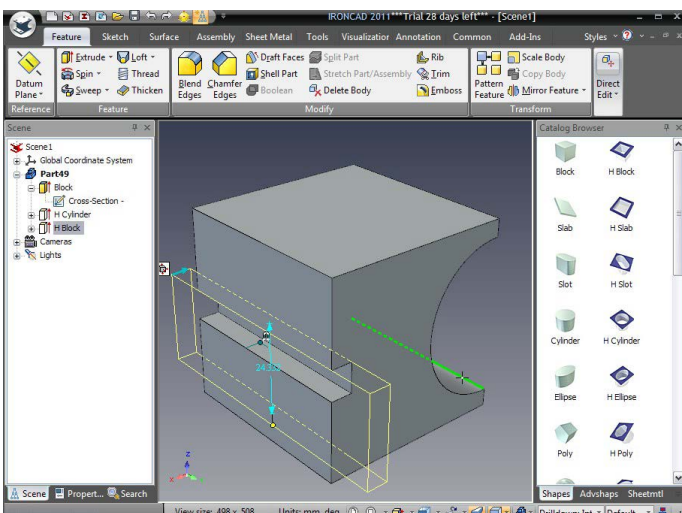 IRONCAD 2011***Trial 28 days left*** - [Scene1]
Feature Sketch Surface Assembly Sheet Metal Tools Visualization Annotation Common Add-Ins Styles
Extrude Loft Draft Faces Split Part Rib Scale Body
Spin Thread Shell Part Stretch Part/Assembly Trim Copy Body
Datum Plane Sweep Thicken Blend Edges Chamfer Edges Boolean Delete Body Emboss Pattern Feature Mirror Feature Direct Edit
Reference Feature Modify Transform
Scene
Catalog Browser
Scene1
Global Coordinate System
Part49
Block
Cross-Section -
H Cylinder
H Block
Cameras
Lights
z
Block H Block
Slab H Slab
Slot H Slot
Cylinder H Cylinder
Ellipse H Ellipse
Poly H Poly
Scene Propert... Search
Shapes Advshaps Sheetmtl
View size: 498 x 508 Units: mm, deg
Default